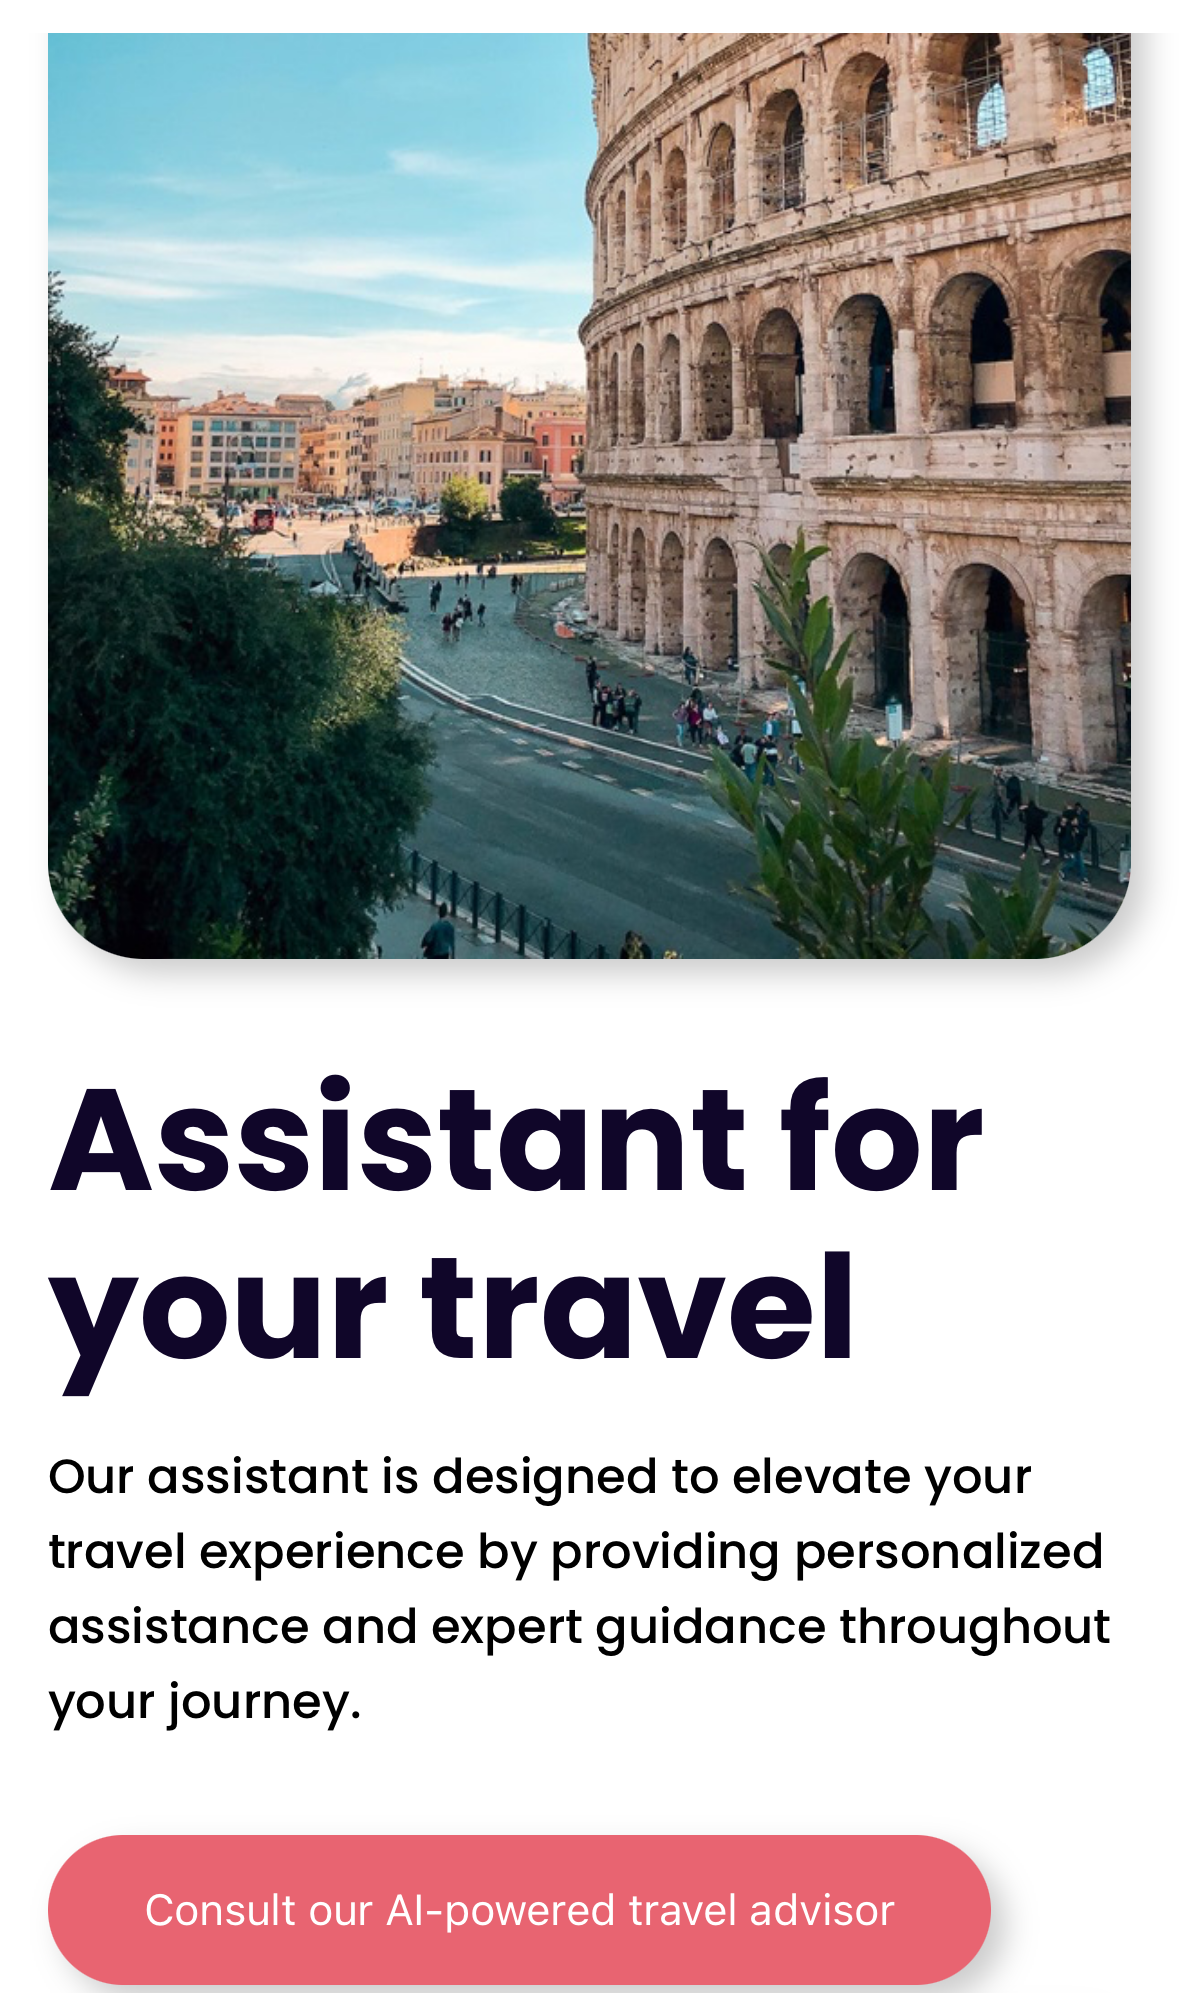 Assistant for
your travel
Our assistant is designed to elevate your
travel experience by providing personalized
assistance and expert guidance throughout
your journey.
Consult our AI-powered travel advisor